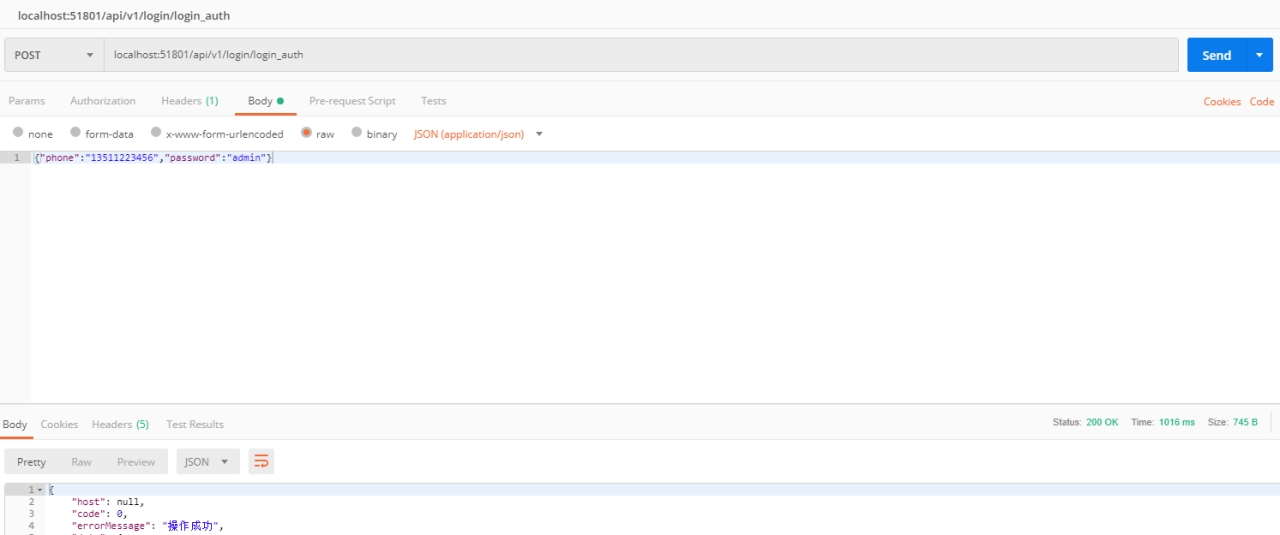 localhost:51801/api/v1/login/login_auth
POST localhost:51801/api/v1/login/login_auth Send
Params Authorization Headers (1) Body Pre-request Script Tests Cookies Code
none form-data x-www-form-urlencoded raw binary JSON (application/json)
1 {"phone":"13511223456","password":"admin"}
Body Cookies Headers (5) Test Results Status: 200 OK Time: 1016 ms Size: 745 B
Pretty Raw Preview JSON
1 {
2 "host": null,
3 "code": 0,
4 "errorMessage": "操作成功",